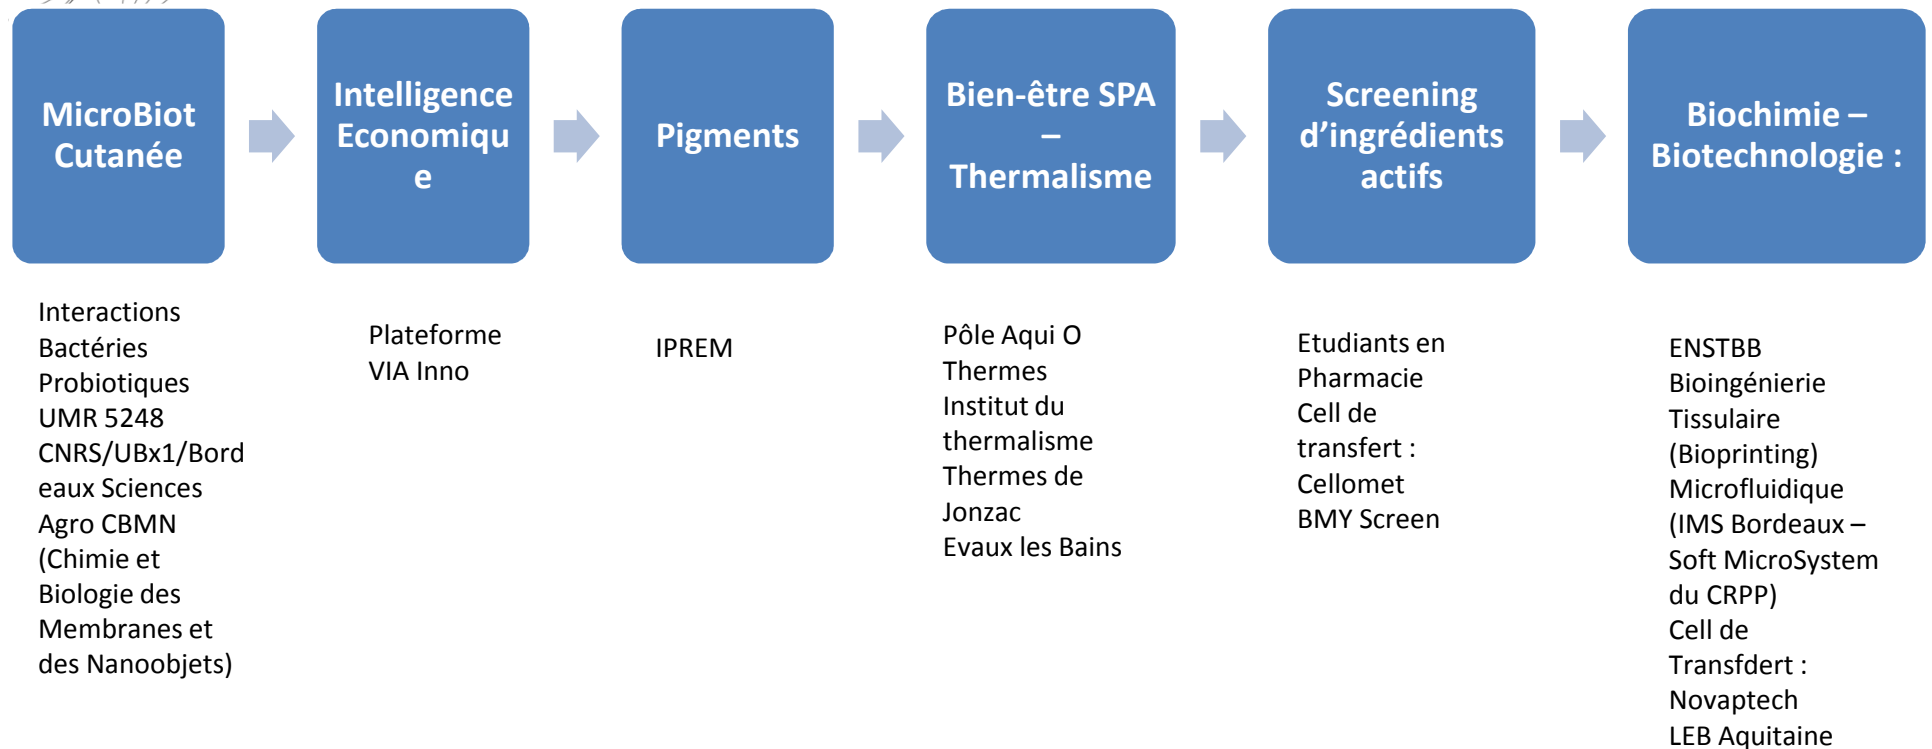 MicroBiot
Cutanée
Intelligence
Economiqu
e
Pigments
Bien-être SPA
–
Thermalisme
Screening
d’ingrédients
actifs
Biochimie –
Biotechnologie :
Interactions
Bactéries
Probiotiques
UMR 5248
CNRS/UBx1/Bord
eaux Sciences
Agro CBMN
(Chimie et
Biologie des
Membranes et
des Nanoobjets)
Plateforme
VIA Inno
IPREM
Pôle Aqui O
Thermes
Institut du
thermalisme
Thermes de
Jonzac
Evaux les Bains
Etudiants en
Pharmacie
Cell de
transfert :
Cellomet
BMY Screen
ENSTBB
Bioingénierie
Tissulaire
(Bioprinting)
Microfluidique
(IMS Bordeaux –
Soft MicroSystem
du CRPP)
Cell de
Transfdert :
Novaptech
LEB Aquitaine